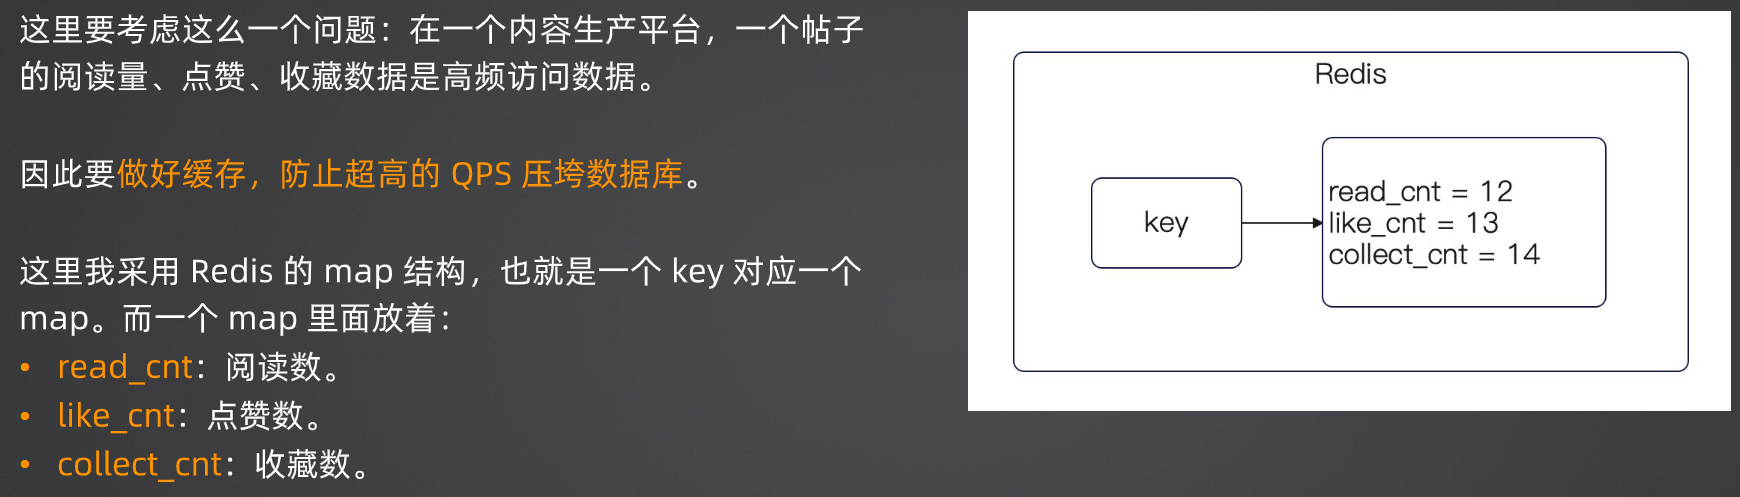 这里要考虑这么一个问题：在一个内容生产平台，一个帖子
的阅读量、点赞、收藏数据是高频访问数据。
因此要做好缓存，防止超高的 QPS 压垮数据库。
这里我采用 Redis 的 map 结构，也就是一个 key 对应一个
map。而一个 map 里面放着：
• read_cnt：阅读数。
• like_cnt：点赞数。
• collect_cnt：收藏数。
Redis
key
read_cnt = 12
like_cnt = 13
collect_cnt = 14